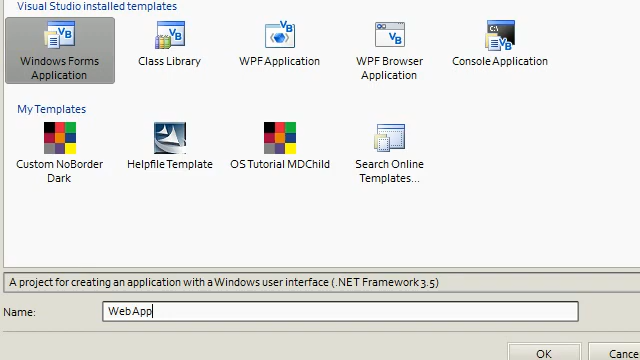 Visual Studio installed templates
Windows Forms Application
Class Library
WPF Application
WPF Browser Application
Console Application
My Templates
Custom NoBorder Dark
Helpfile Template
OS Tutorial MDChild
Search Online Templates...
A project for creating an application with a Windows user interface (.NET Framework 3.5)
Name:
WebApp
OK
Cance